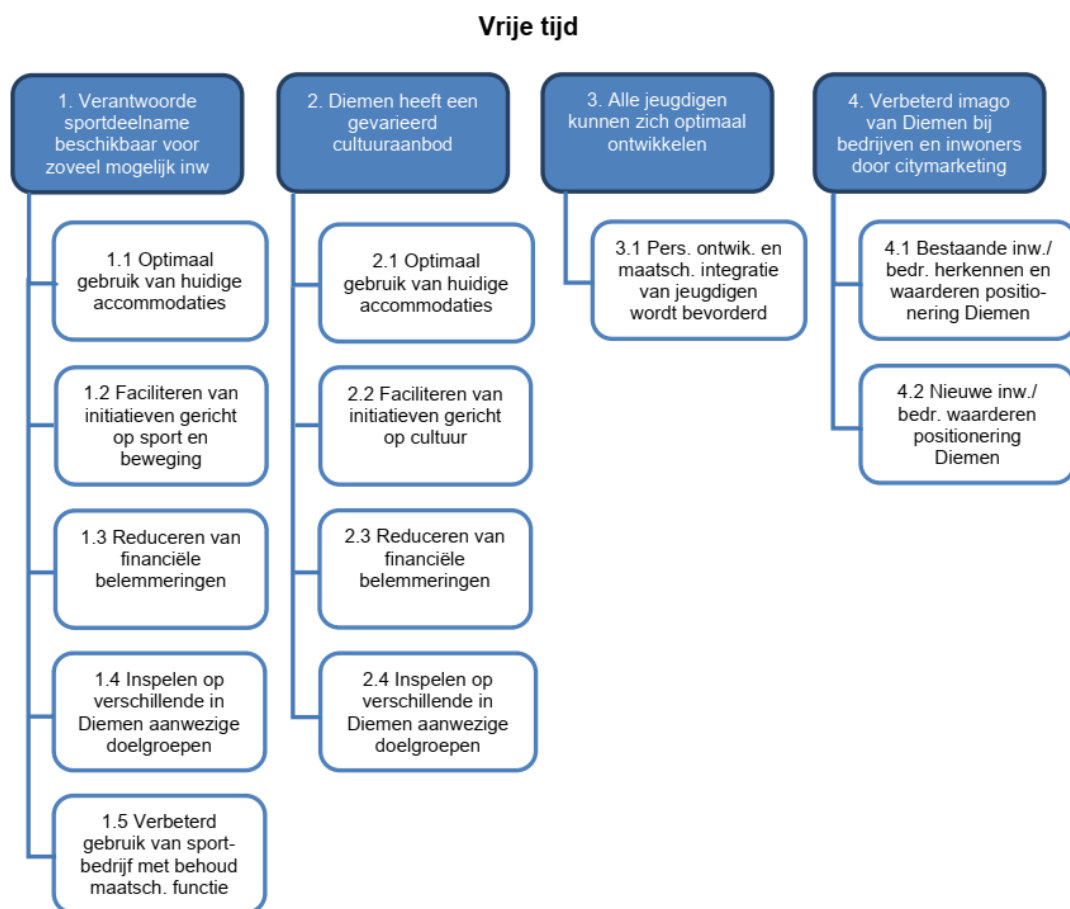 Vrije tijd
1. Verantwoorde
sportdeelname
beschikbaar voor
zoveel mogelijk inw
1.1 Optimaal
gebruik van huidige
accommodaties
1.2 Faciliteren van
initiatieven gericht
op sport en
beweging
1.3 Reduceren van
financiële
belemmeringen
1.4 Inspelen op
verschillende in
Diemen aanwezige
doelgroepen
1.5 Verbeterd
gebruik van sport-
bedrijf met behoud
maatsch. functie
2. Diemen heeft een
gevarieerd
cultuuraanbod
2.1 Optimaal
gebruik van huidige
accommodaties
2.2 Faciliteren van
initiatieven gericht
op cultuur
2.3 Reduceren van
financiële
belemmeringen
2.4 Inspelen op
verschillende in
Diemen aanwezige
doelgroepen
3. Alle jeugdigen
kunnen zich optimaal
ontwikkelen
3.1 Pers. ontwik. en
maatsch. integratie
van jeugdigen
wordt bevorderd
4. Verbeterd imago
van Diemen bij
bedrijven en inwoners
door citymarketing
4.1 Bestaande inw./
bedr. herkennen en
waarderen positio-
nering Diemen
4.2 Nieuwe inw./
bedr. waarderen
positionering
Diemen